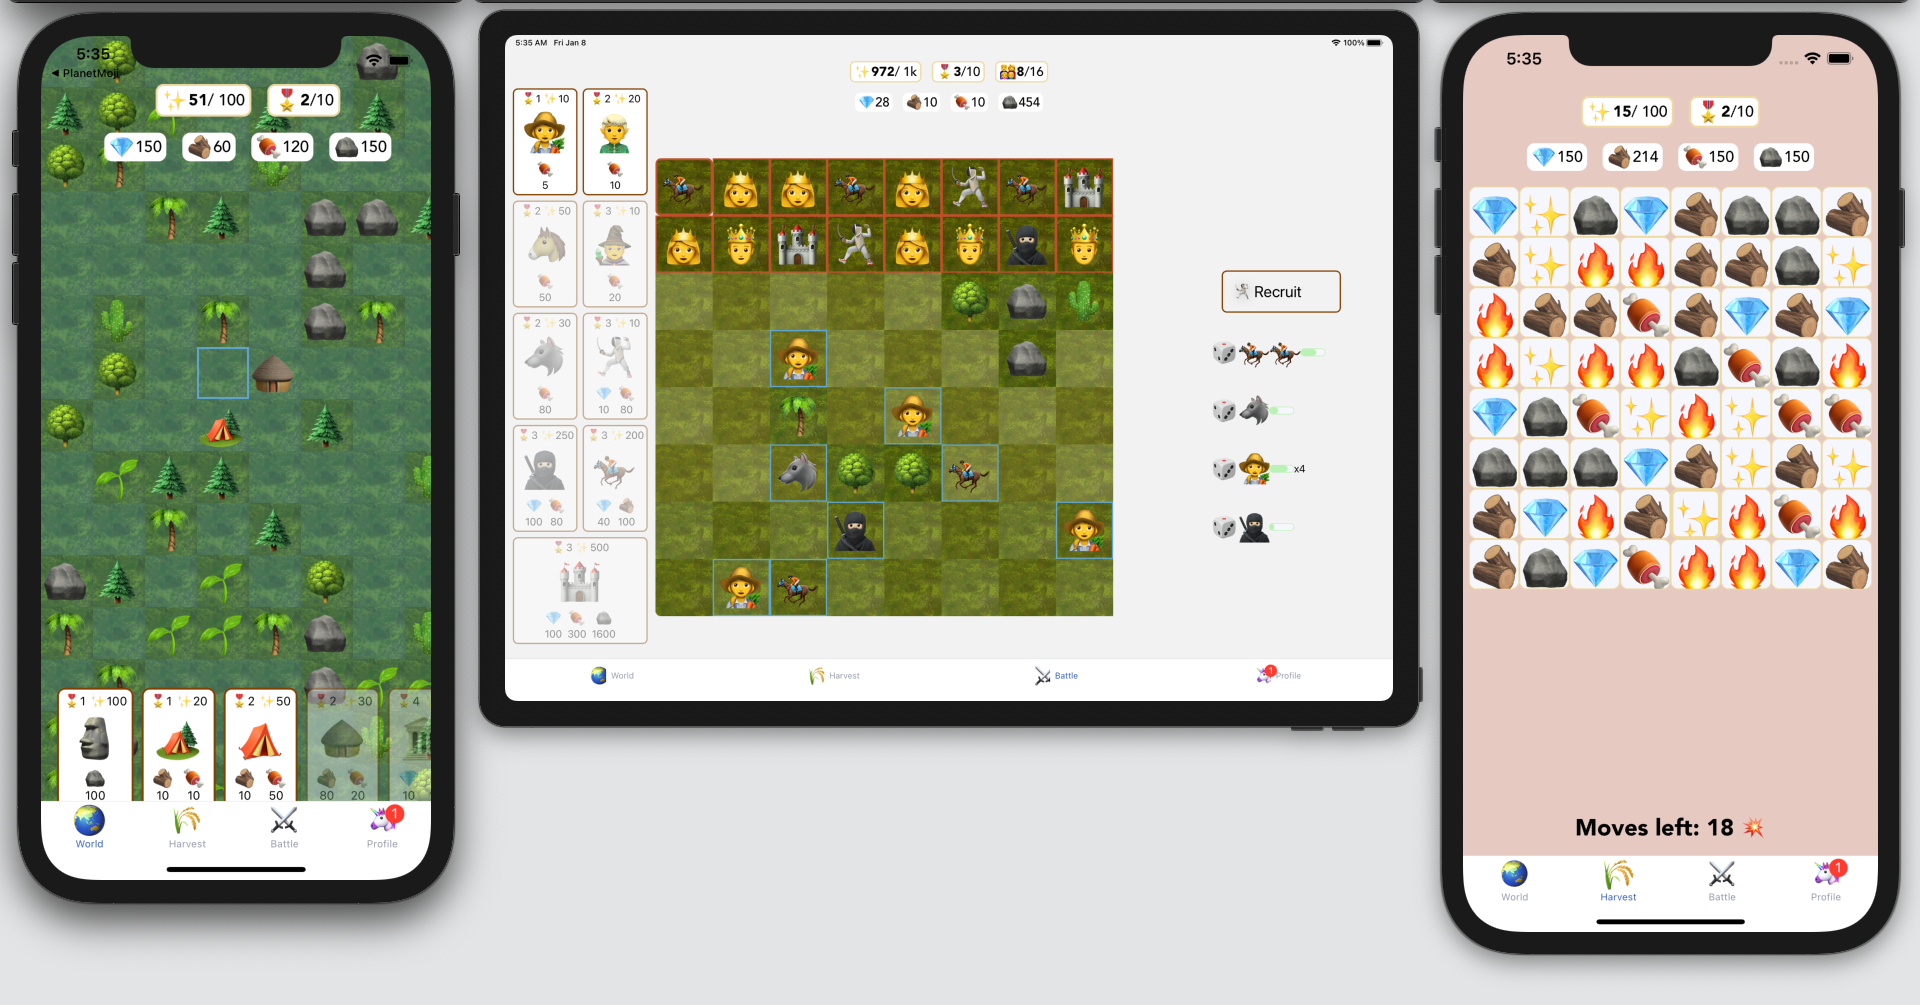 5:35
◀ PlanetMoji
51/ 100
2/10
150
60
120
150
1 100
100
1 20
10 10
2 50
10 50
2 30
80 20
4
10
World
Harvest
Battle
1
Profile
5:35 AM Fri Jan 8
100%
972/ 1k
3/10
8/16
28
10
10
454
1 10
5
2 20
10
2 50
50
3 10
20
2 30
80
3 10
10 80
3 250
100 80
3 200
40 100
3 500
100 300 1600
Recruit
x4
World
Harvest
Battle
1
Profile
5:35
15/ 100
2/10
150
214
150
150
Moves left: 18
World
Harvest
Battle
1
Profile